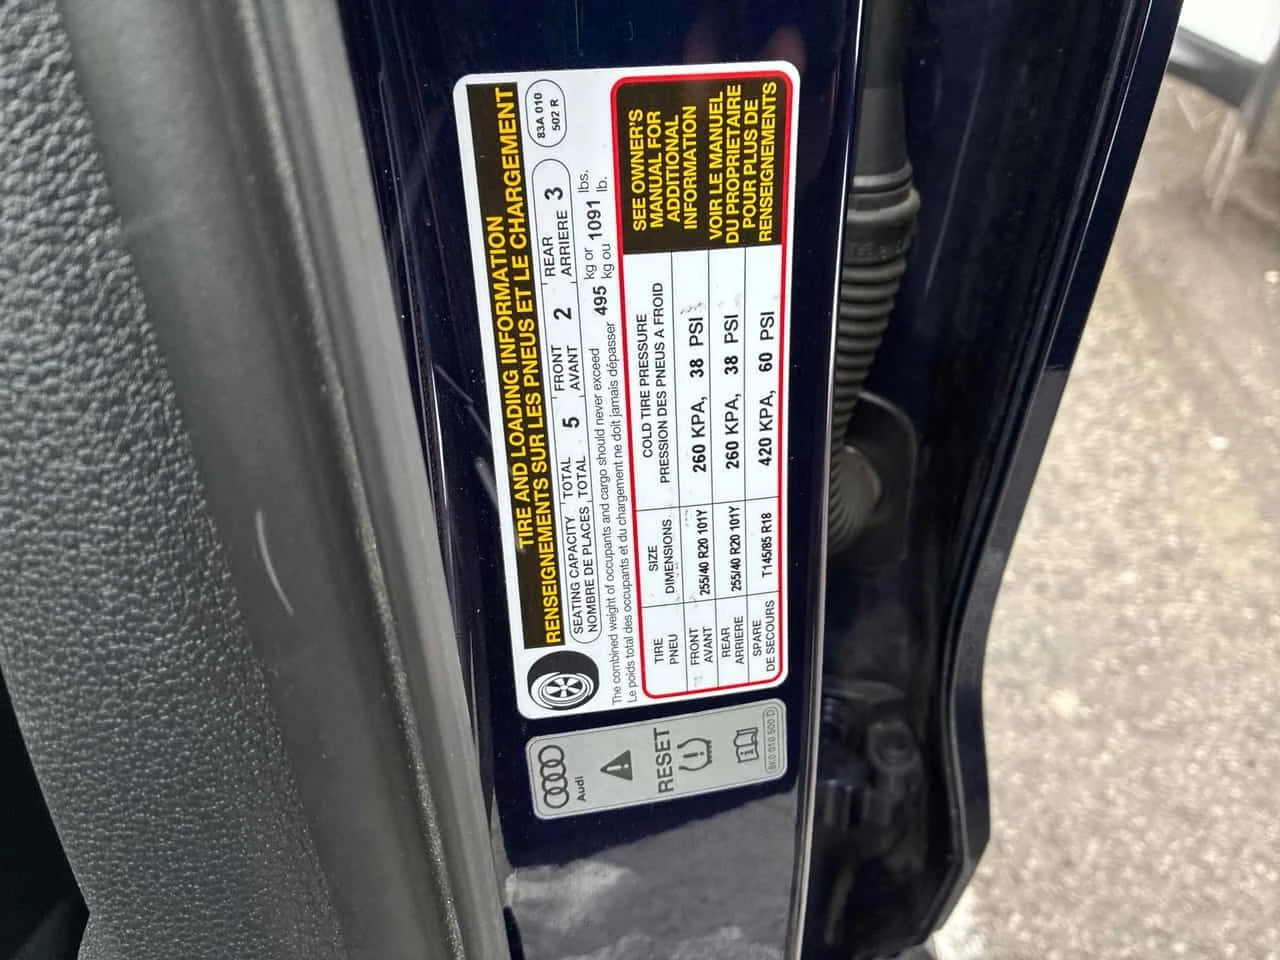 TIRE AND LOADING INFORMATION
RENSEIGNEMENTS SUR LES PNEUS ET LE CHARGEMENT
83A 010
502 R
SEATING CAPACITY TOTAL 5 FRONT 2 REAR 3
NOMBRE DE PLACES TOTAL AVANT ARRIERE
The combined weight of occupants and cargo should never exceed 495 kg or 1091 lbs.
Le poids total des occupants et du chargement ne doit jamais dépasser kg ou lb.
TIRE SIZE COLD TIRE PRESSURE
PNEU DIMENSIONS PRESSION DES PNEUS A FROID
FRONT
AVANT 255/40 R20 101Y 260 KPA, 38 PSI
REAR
ARRIERE 255/40 R20 101Y 260 KPA, 38 PSI
SPARE
DE SECOURS T145/85 R18 420 KPA, 60 PSI
SEE OWNER'S
MANUAL FOR
ADDITIONAL
INFORMATION
VOIR LE MANUEL
DU PROPRIETAIRE
POUR PLUS DE
RENSEIGNEMENTS
Audi
RESET
8K0 010 500 D